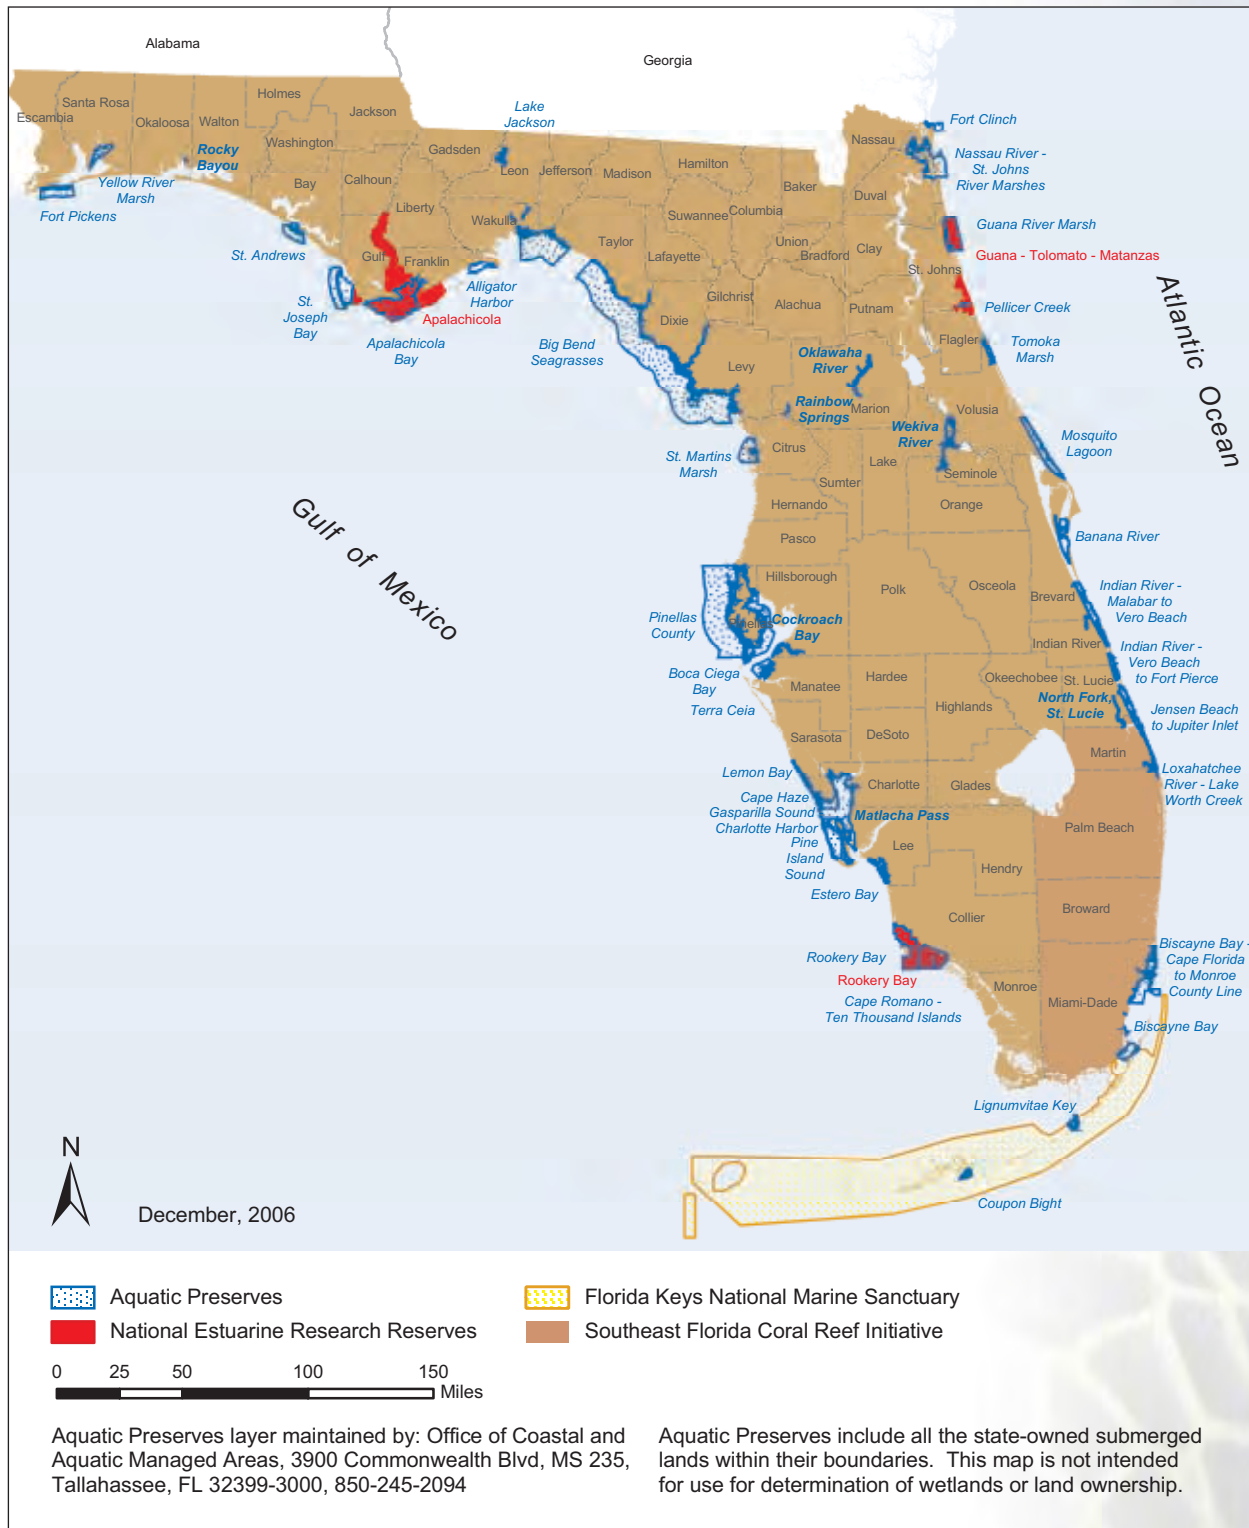 Alabama
Georgia
Holmes
Santa Rosa
Escambia
Okaloosa
Walton
Jackson
Washington
Rocky
Bayou
Gadsden
Lake
Jackson
Leon
Jefferson
Madison
Hamilton
Nassau
Fort Clinch
Nassau River -
St. Johns
River Marshes
Yellow River
Marsh
Fort Pickens
Bay
Calhoun
Liberty
Wakulla
Taylor
Suwannee
Columbia
Baker
Duval
Union
Bradford
Clay
Lafayette
St. Johns
Guana River Marsh
Guana - Tolomato - Matanzas
St. Andrews
Gulf
Franklin
St.
Joseph
Bay
Alligator
Harbor
Apalachicola
Apalachicola
Bay
Gilchrist
Alachua
Putnam
Pellicer Creek
Dixie
Big Bend
Seagrasses
Flagler
Tomoka
Marsh
Levy
Oklawaha
River
Rainbow
Springs
Marion
Volusia
Wekiva
River
Mosquito
Lagoon
Atlantic Ocean
St. Martins
Marsh
Citrus
Lake
Seminole
Sumter
Hernando
Orange
Gulf of Mexico
Pasco
Banana River
Hillsborough
Polk
Osceola
Brevard
Indian River -
Malabar to
Vero Beach
Pinellas
County
Pinellas
Cockroach
Bay
Indian River
Indian River -
Vero Beach
to Fort Pierce
Boca Ciega
Bay
Manatee
Hardee
Okeechobee
St. Lucie
North Fork,
St. Lucie
Terra Ceia
Highlands
Jensen Beach
to Jupiter Inlet
Sarasota
DeSoto
Martin
Lemon Bay
Charlotte
Glades
Loxahatchee
River - Lake
Worth Creek
Cape Haze
Gasparilla Sound
Charlotte Harbor
Matlacha Pass
Palm Beach
Pine
Island
Sound
Lee
Hendry
Estero Bay
Collier
Broward
Rookery Bay
Rookery Bay
Biscayne Bay -
Cape Florida
to Monroe
County Line
Cape Romano -
Ten Thousand Islands
Monroe
Miami-Dade
Biscayne Bay
Lignumvitae Key
Coupon Bight
N
December, 2006
Aquatic Preserves
National Estuarine Research Reserves
Florida Keys National Marine Sanctuary
Southeast Florida Coral Reef Initiative
0 25 50 100 150
Miles
Aquatic Preserves layer maintained by: Office of Coastal and
Aquatic Managed Areas, 3900 Commonwealth Blvd, MS 235,
Tallahassee, FL 32399-3000, 850-245-2094
Aquatic Preserves include all the state-owned submerged
lands within their boundaries. This map is not intended
for use for determination of wetlands or land ownership.